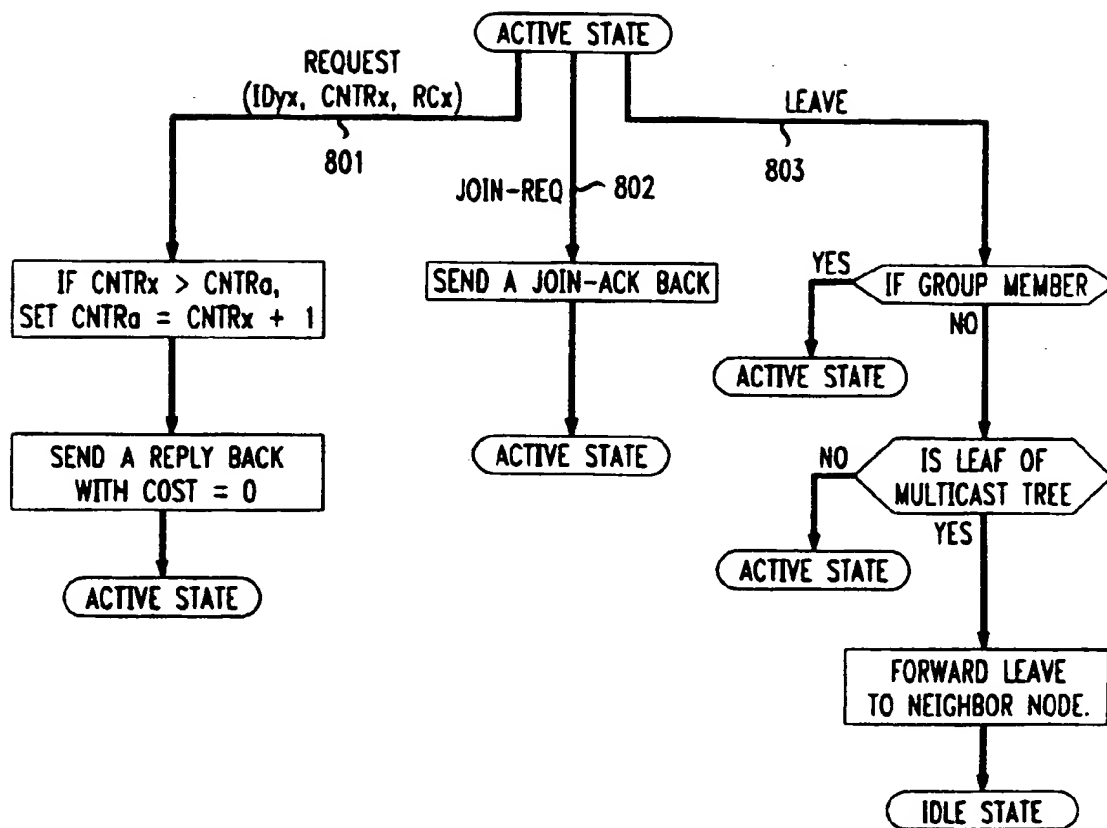 ACTIVE STATE
REQUEST
(IDyx, CNTRx, RCx)
801
JOIN-REQ
802
LEAVE
803
IF CNTRx > CNTRa,
SET CNTRa = CNTRx + 1
SEND A REPLY BACK
WITH COST = 0
ACTIVE STATE
SEND A JOIN-ACK BACK
ACTIVE STATE
YES
IF GROUP MEMBER
NO
ACTIVE STATE
NO
IS LEAF OF
MULTICAST TREE
YES
ACTIVE STATE
FORWARD LEAVE
TO NEIGHBOR NODE.
IDLE STATE